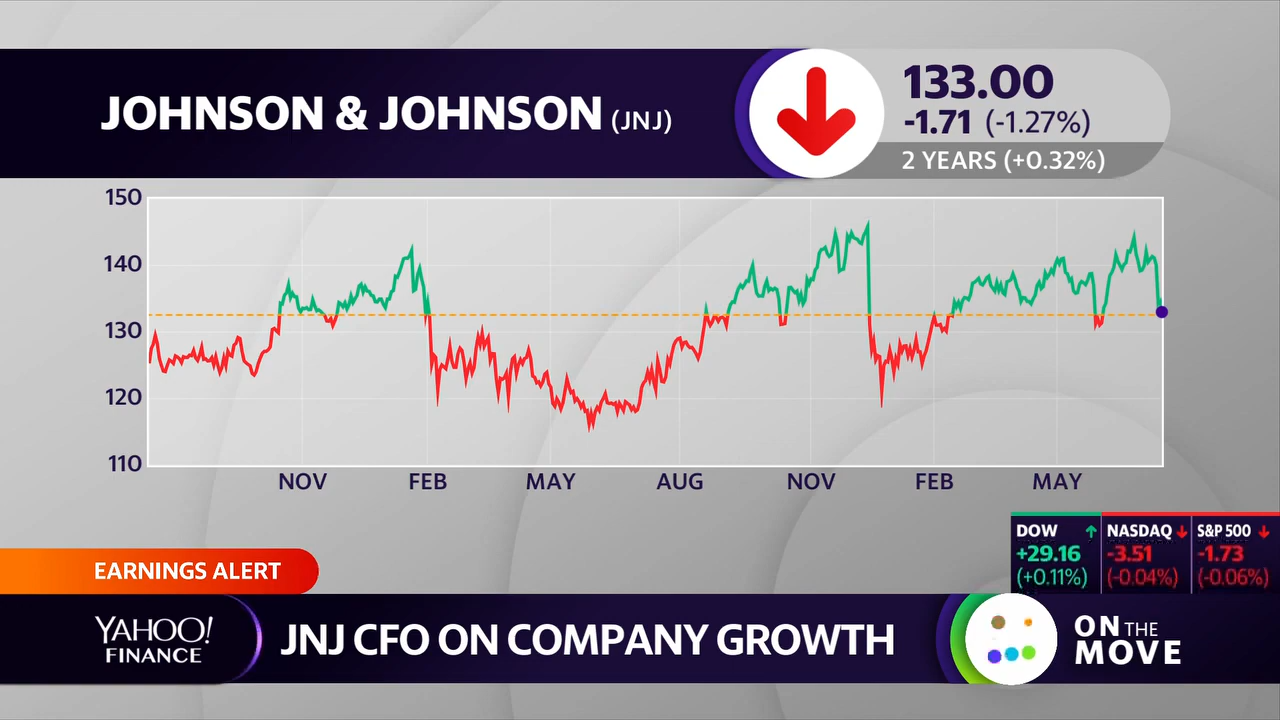 JOHNSON & JOHNSON (JNJ)
133.00
-1.71 (-1.27%)
2 YEARS (+0.32%)
150
140
130
120
110
NOV FEB MAY AUG NOV FEB MAY
DOW NASDAQ S&P 500
+29.16 -3.51 -1.73
(+0.11%) (-0.04%) (-0.06%)
EARNINGS ALERT
YAHOO!
FINANCE
JNJ CFO ON COMPANY GROWTH
ON THE
MOVE